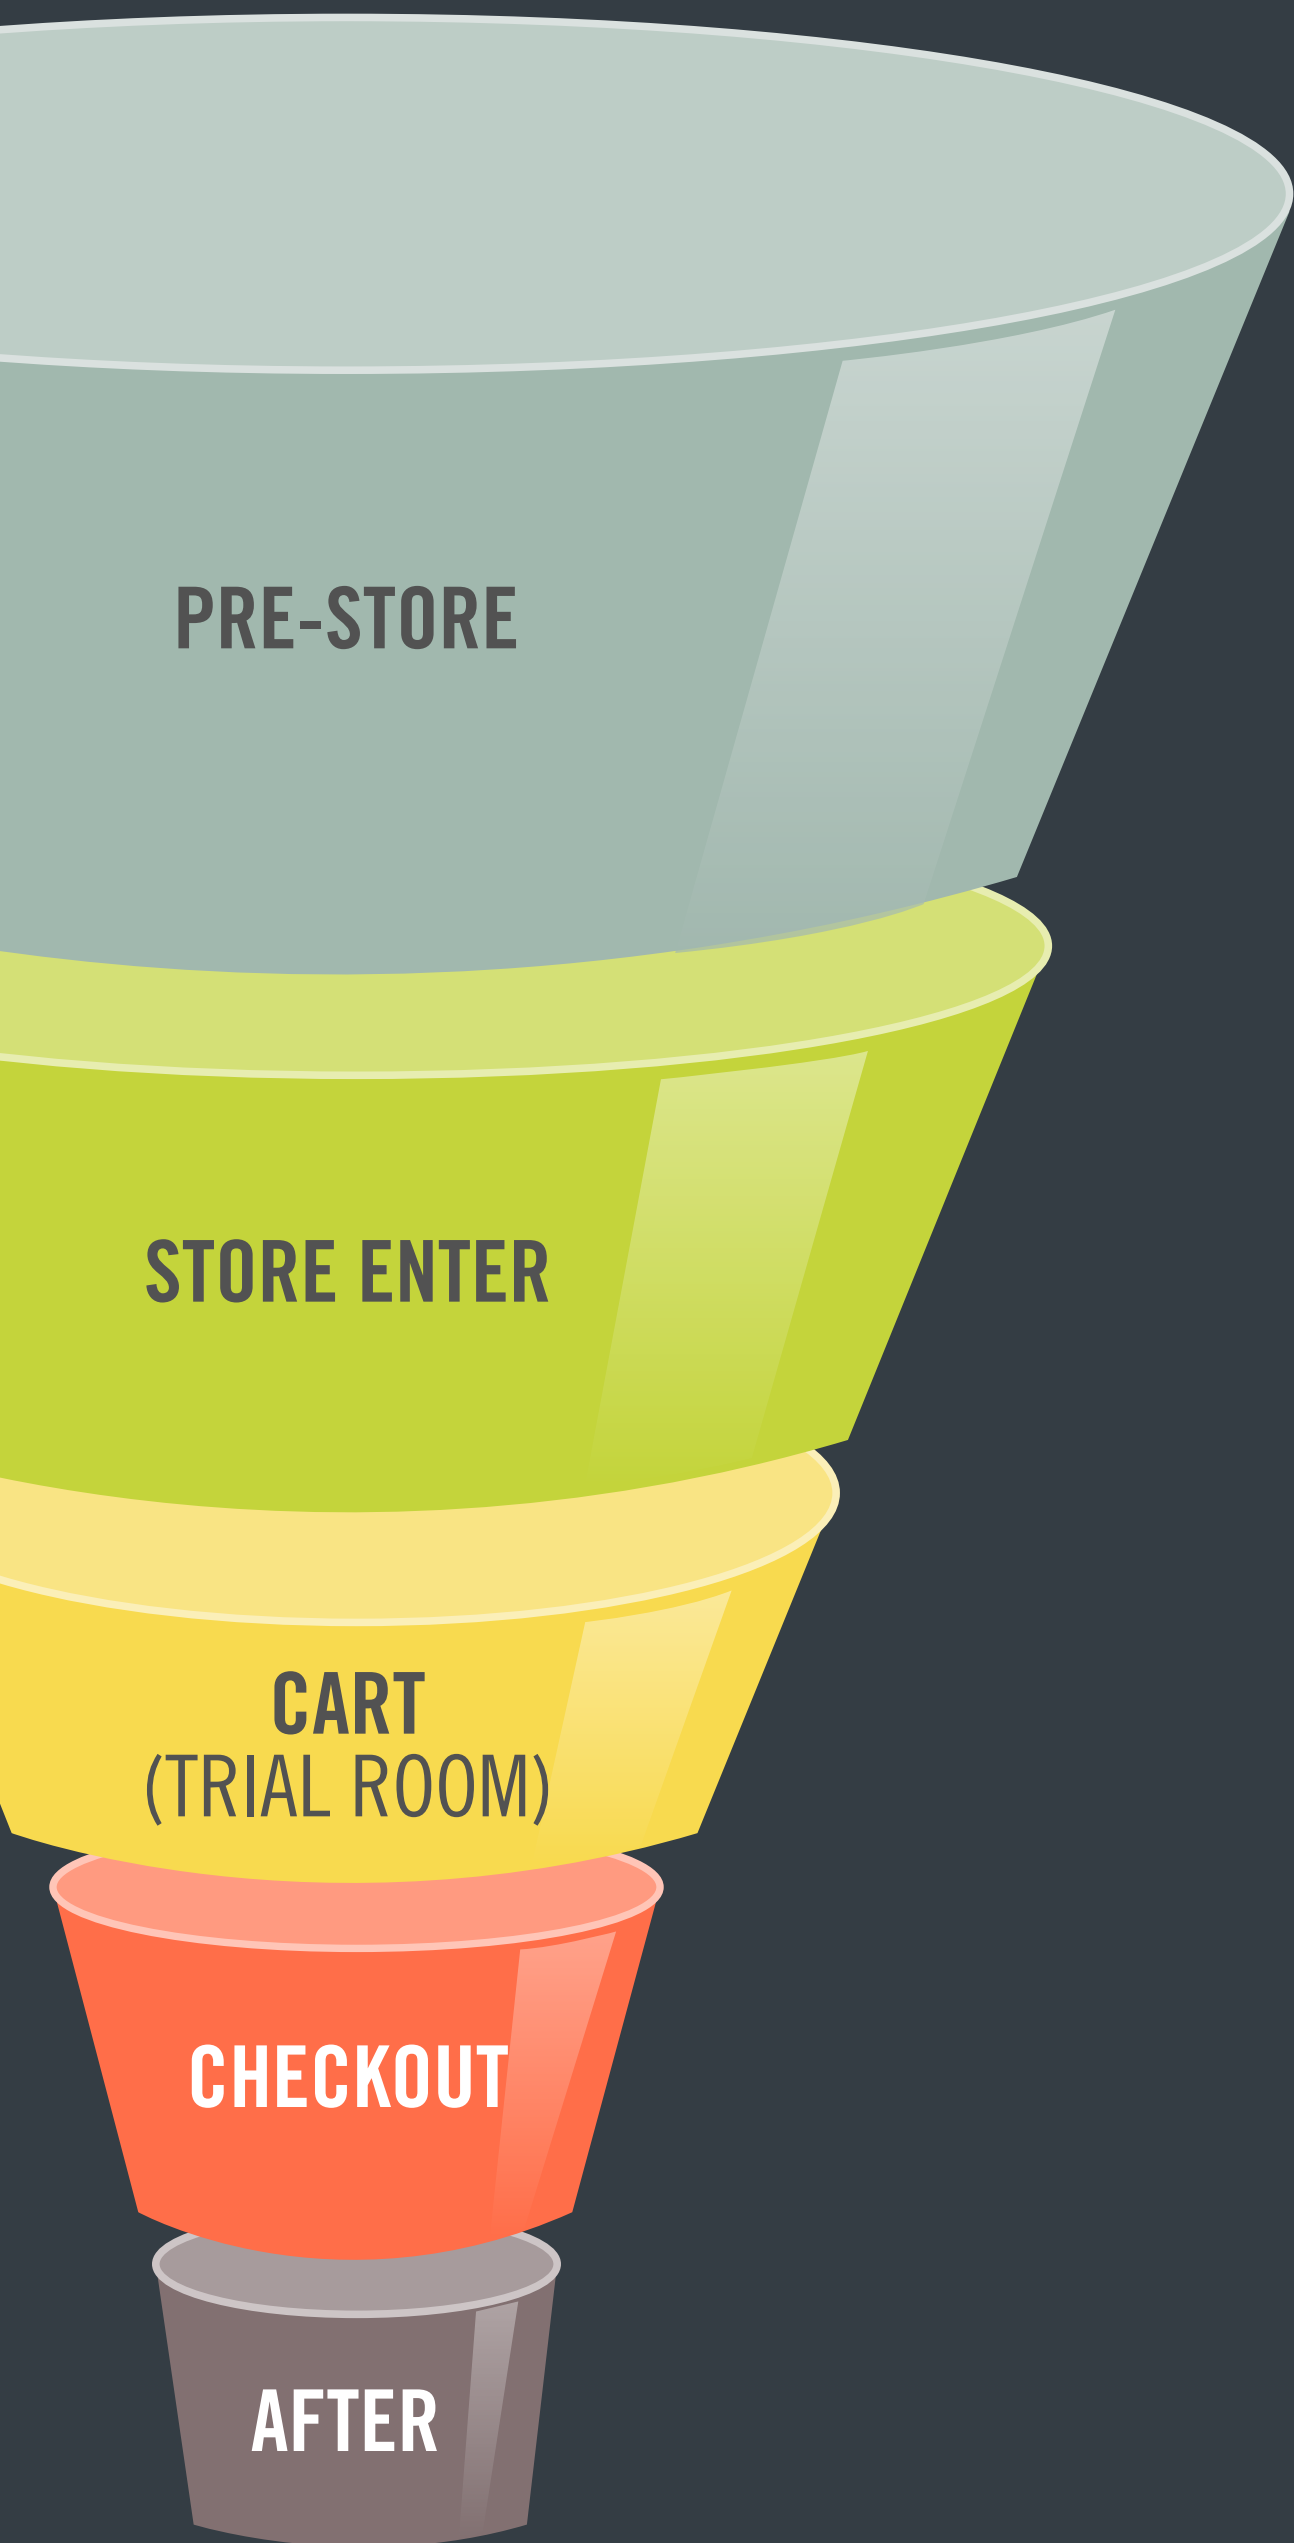 PRE-STORE
STORE ENTER
CART
(TRIAL ROOM)
CHECKOUT
AFTER